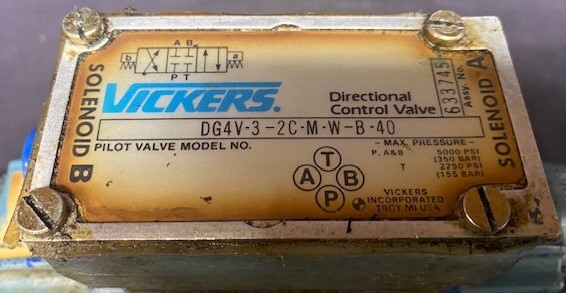 A B
b a
P T
SOLENOID B
SOLENOID A
VICKERS.
Directional
Control Valve
633745
Assy. No.
DG4V-3-2C-M-W-B-40
PILOT VALVE MODEL NO.
- MAX. PRESSURE -
P, A&B 5000 PSI
(350 BAR)
T 2250 PSI
(155 BAR)
T
A B
P
VICKERS
INCORPORATED
TROY, MI USA